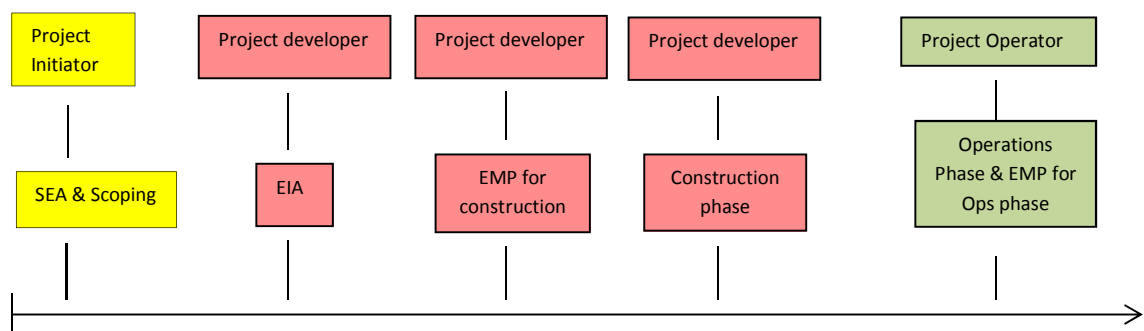 Project
Initiator
Project developer
Project developer
Project developer
Project Operator
SEA & Scoping
EIA
EMP for
construction
Construction
phase
Operations
Phase & EMP for
Ops phase